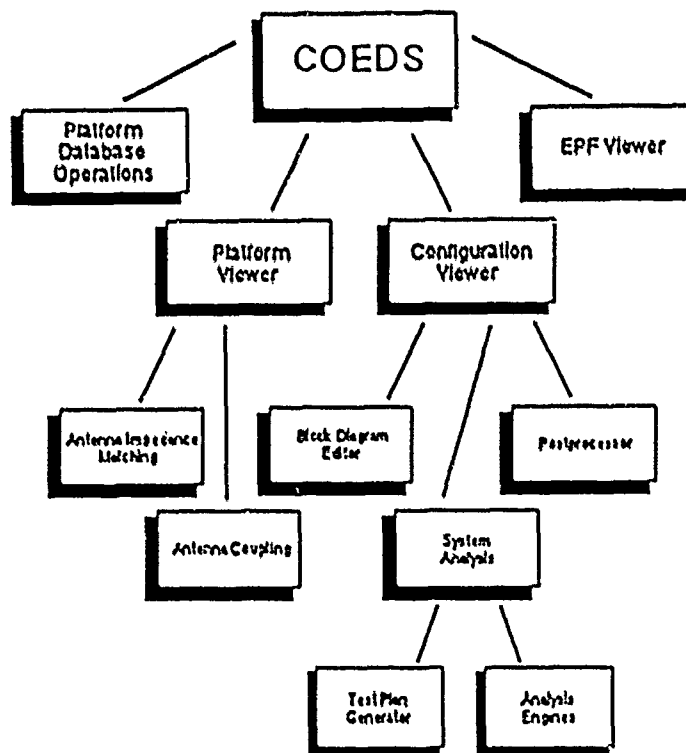 COEDS
Platform
Database
Operations
EPF Viewer
Platform
Viewer
Configuration
Viewer
Antenna Impedance
Matching
Block Diagram
Editor
Postprocessor
Antenna Coupling
System
Analysis
Test Plan
Generator
Analysis
Engines